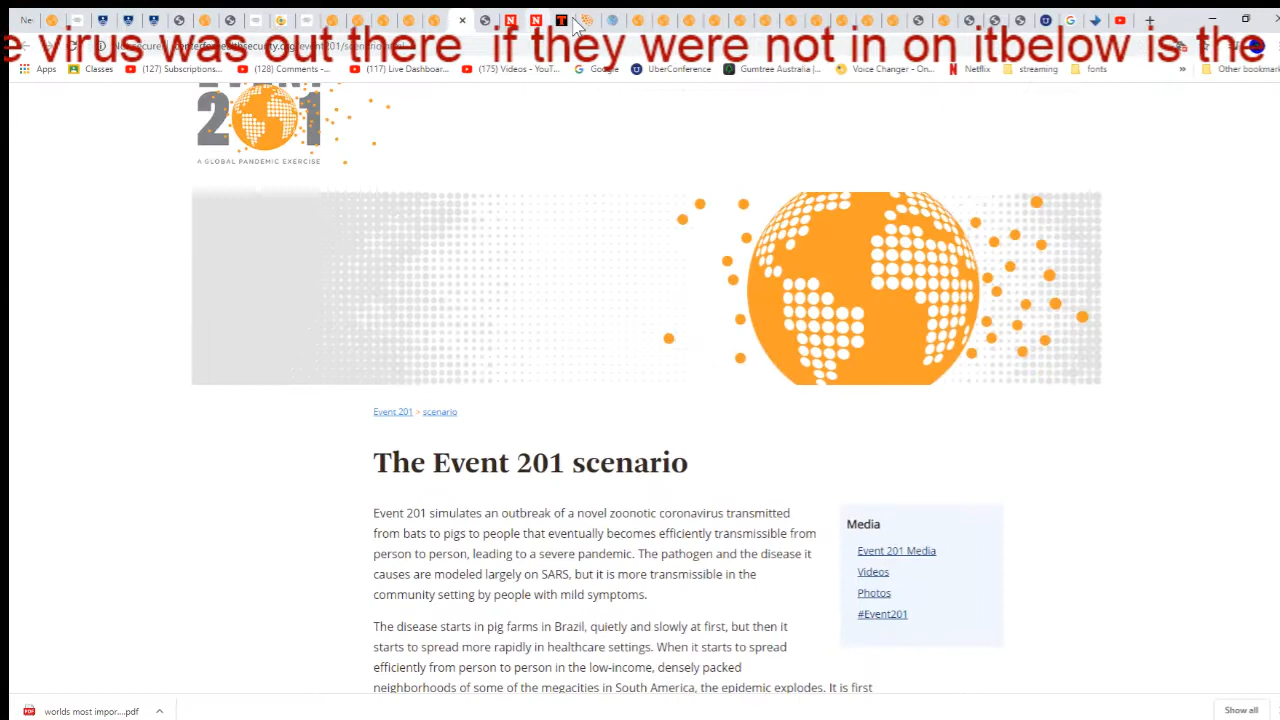 e virus was out there if they were not in on itbelow is the
Apps Classes (127) Subscriptions... (128) Comments -... (117) Live Dashboar... (175) Videos - YouT... Google UberConference Gumtree Australia |... Voice Changer - On... Netflix streaming fonts » Other bookmark
201
A GLOBAL PANDEMIC EXERCISE
Event 201 > scenario
The Event 201 scenario
Event 201 simulates an outbreak of a novel zoonotic coronavirus transmitted
from bats to pigs to people that eventually becomes efficiently transmissible from
person to person, leading to a severe pandemic. The pathogen and the disease it
causes are modeled largely on SARS, but it is more transmissible in the
community setting by people with mild symptoms.
The disease starts in pig farms in Brazil, quietly and slowly at first, but then it
starts to spread more rapidly in healthcare settings. When it starts to spread
efficiently from person to person in the low-income, densely packed
neighborhoods of some of the megacities in South America, the epidemic explodes. It is first
Media
Event 201 Media
Videos
Photos
#Event201
worlds most impor....pdf
Show all